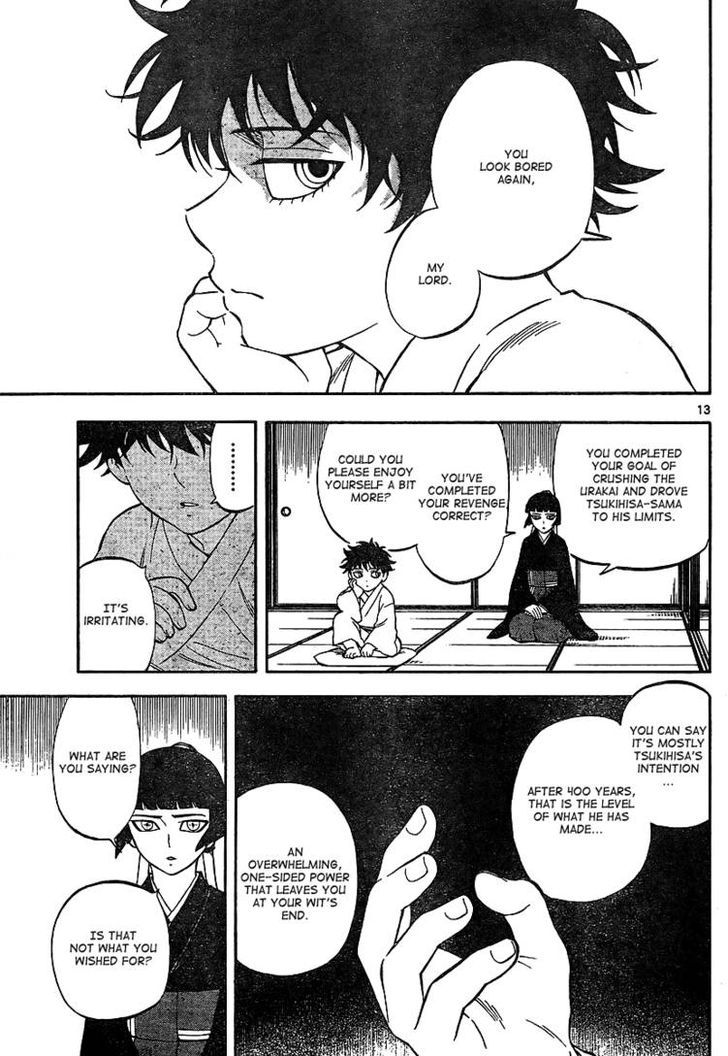 YOU
LOOK BORED
AGAIN,
MY
LORD.
13
YOU COMPLETED
YOUR GOAL OF
CRUSHING THE
URAKAI AND DROVE
TSUKIHISA-SAMA
TO HIS LIMITS.
YOU'VE
COMPLETED
YOUR REVENGE
CORRECT?
COULD YOU
PLEASE ENJOY
YOURSELF A BIT
MORE?
.........
IT'S
IRRITATING.
YOU CAN SAY
IT'S MOSTLY
TSUKIHISA'S
INTENTION
...
AFTER 400 YEARS,
THAT IS THE LEVEL
OF WHAT HE HAS
MADE...
AN
OVERWHELMING,
ONE-SIDED POWER
THAT LEAVES YOU
AT YOUR WIT'S
END.
WHAT ARE
YOU SAYING?
IS THAT
NOT WHAT YOU
WISHED FOR?